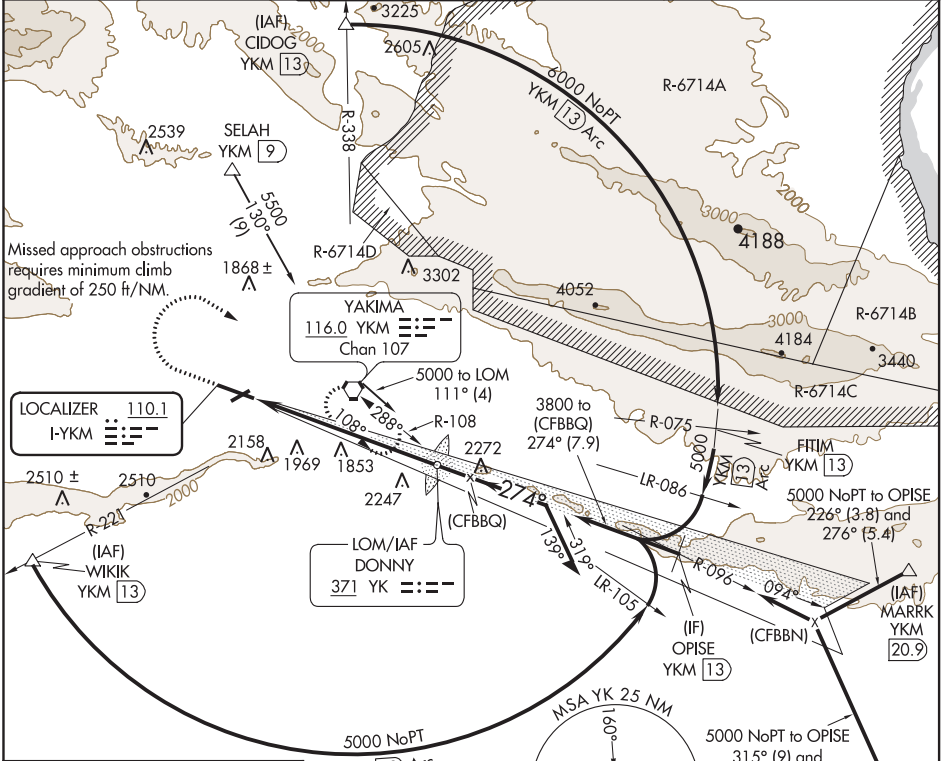 (IAF)
CIDOG
YKM 13
3225
2000
2605
6000 NoPT
YKM 13 Arc
R-6714A
R-338
2539
SELAH
YKM 9
5500
130°
(9)
2000
3000
4188
R-6714D
Missed approach obstructions
requires minimum climb
gradient of 250 ft/NM.
1868 ±
3302
4052
3000
R-6714B
4184
3440
R-6714C
YAKIMA
116.0 YKM
Chan 107
5000 to LOM
111° (4)
LOCALIZER 110.1
I-YKM
288°
108°
R-108
3800 to
(CFBBQ)
274° (7.9)
R-075
5000
YKM 13 Arc
FITIM
YKM 13
2158
1969
1853
2272
2247
LR-086
5000 NoPT to OPISE
226° (3.8) and
276° (5.4)
2510 ±
2510
2000
R-221
274°
(CFBBQ)
(IAF)
WIKIK
YKM 13
LOM/IAF
DONNY
371 YK
139°
319°
LR-105
R-096
094°
(IAF)
MARRK
YKM
20.9
(CFBBN)
(IF)
OPISE
YKM 13
MSA YK 25 NM
160°
5000 NoPT
5000 NoPT to OPISE
315° (9) and